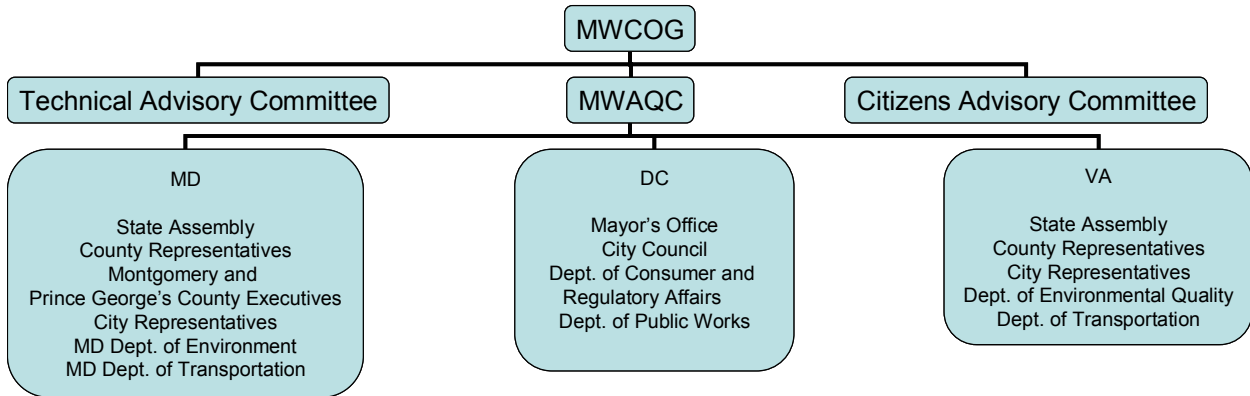 MWCOG
Technical Advisory Committee
MWAQC
Citizens Advisory Committee
MD
State Assembly
County Representatives
Montgomery and
Prince George's County Executives
City Representatives
MD Dept. of Environment
MD Dept. of Transportation
DC
Mayor's Office
City Council
Dept. of Consumer and
Regulatory Affairs
Dept. of Public Works
VA
State Assembly
County Representatives
City Representatives
Dept. of Environmental Quality
Dept. of Transportation